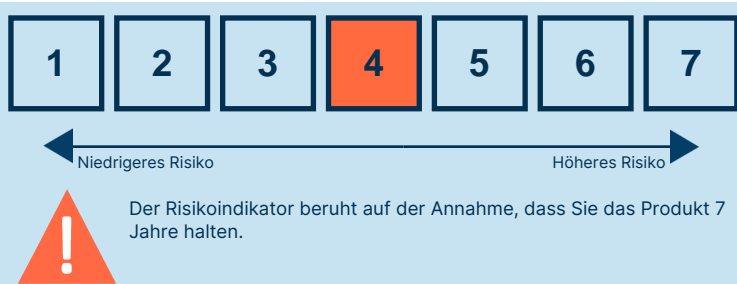 1 2 3 4 5 6 7
Niedrigeres Risiko Höheres Risiko
Der Risikoindikator beruht auf der Annahme, dass Sie das Produkt 7
Jahre halten.
!